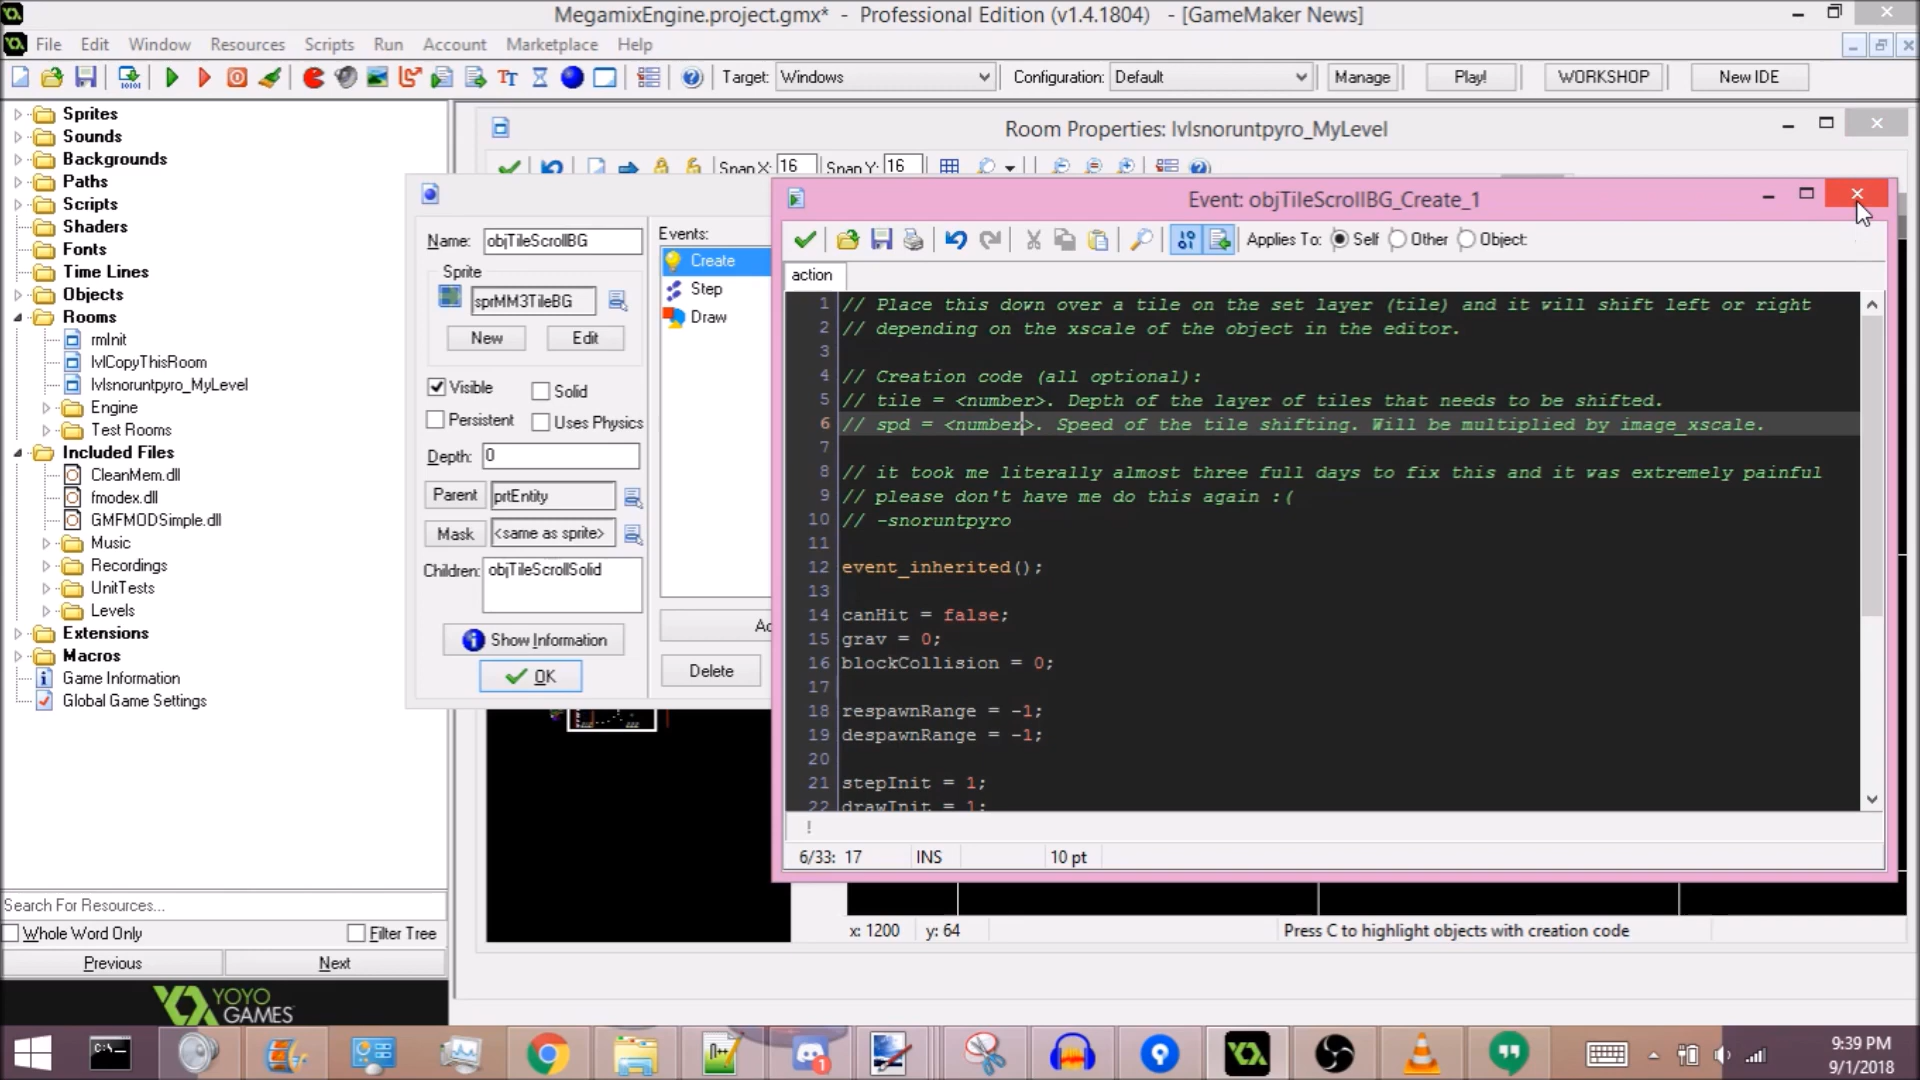 MegamixEngine.project.gmx* - Professional Edition (v1.4.1804) - [GameMaker News]
File Edit Window Resources Scripts Run Account Marketplace Help
Target: Windows Configuration: Default Manage Play! WORKSHOP New IDE
Sprites
Sounds
Backgrounds
Paths
Scripts
Shaders
Fonts
Time Lines
Objects
Rooms
rmInit
lvlCopyThisRoom
lvlsnoruntpyro_MyLevel
Engine
Test Rooms
Included Files
CleanMem.dll
fmodex.dll
GMFMODSimple.dll
Music
Recordings
UnitTests
Levels
Extensions
Macros
Game Information
Global Game Settings
Search For Resources...
Whole Word Only Filter Tree
Previous Next
YOYO
GAMES
Room Properties: lvlsnoruntpyro_MyLevel
Snap X: 16 Snap Y: 16
Name: objTileScrollBG
Sprite
sprMM3TileBG
New Edit
Visible Solid
Persistent Uses Physics
Depth: 0
Parent prtEntity
Mask <same as sprite>
Children: objTileScrollSolid
Show Information
OK
Events:
Create
Step
Draw
Delete
Event: objTileScrollBG_Create_1
Applies To: Self Other Object:
action
1 // Place this down over a tile on the set layer (tile) and it will shift left or right
2 // depending on the xscale of the object in the editor.
3
4 // Creation code (all optional):
5 // tile = <number>. Depth of the layer of tiles that needs to be shifted.
6 // spd = <number>. Speed of the tile shifting. Will be multiplied by image_xscale.
7
8 // it took me literally almost three full days to fix this and it was extremely painful
9 // please don't have me do this again :(
10 // -snoruntpyro
11
12 event_inherited();
13
14 canHit = false;
15 grav = 0;
16 blockCollision = 0;
17
18 respawnRange = -1;
19 despawnRange = -1;
20
21 stepInit = 1;
22 drawInit = 1;
!
6/33: 17 INS 10 pt
x: 1200 y: 64 Press C to highlight objects with creation code
9:39 PM
9/1/2018